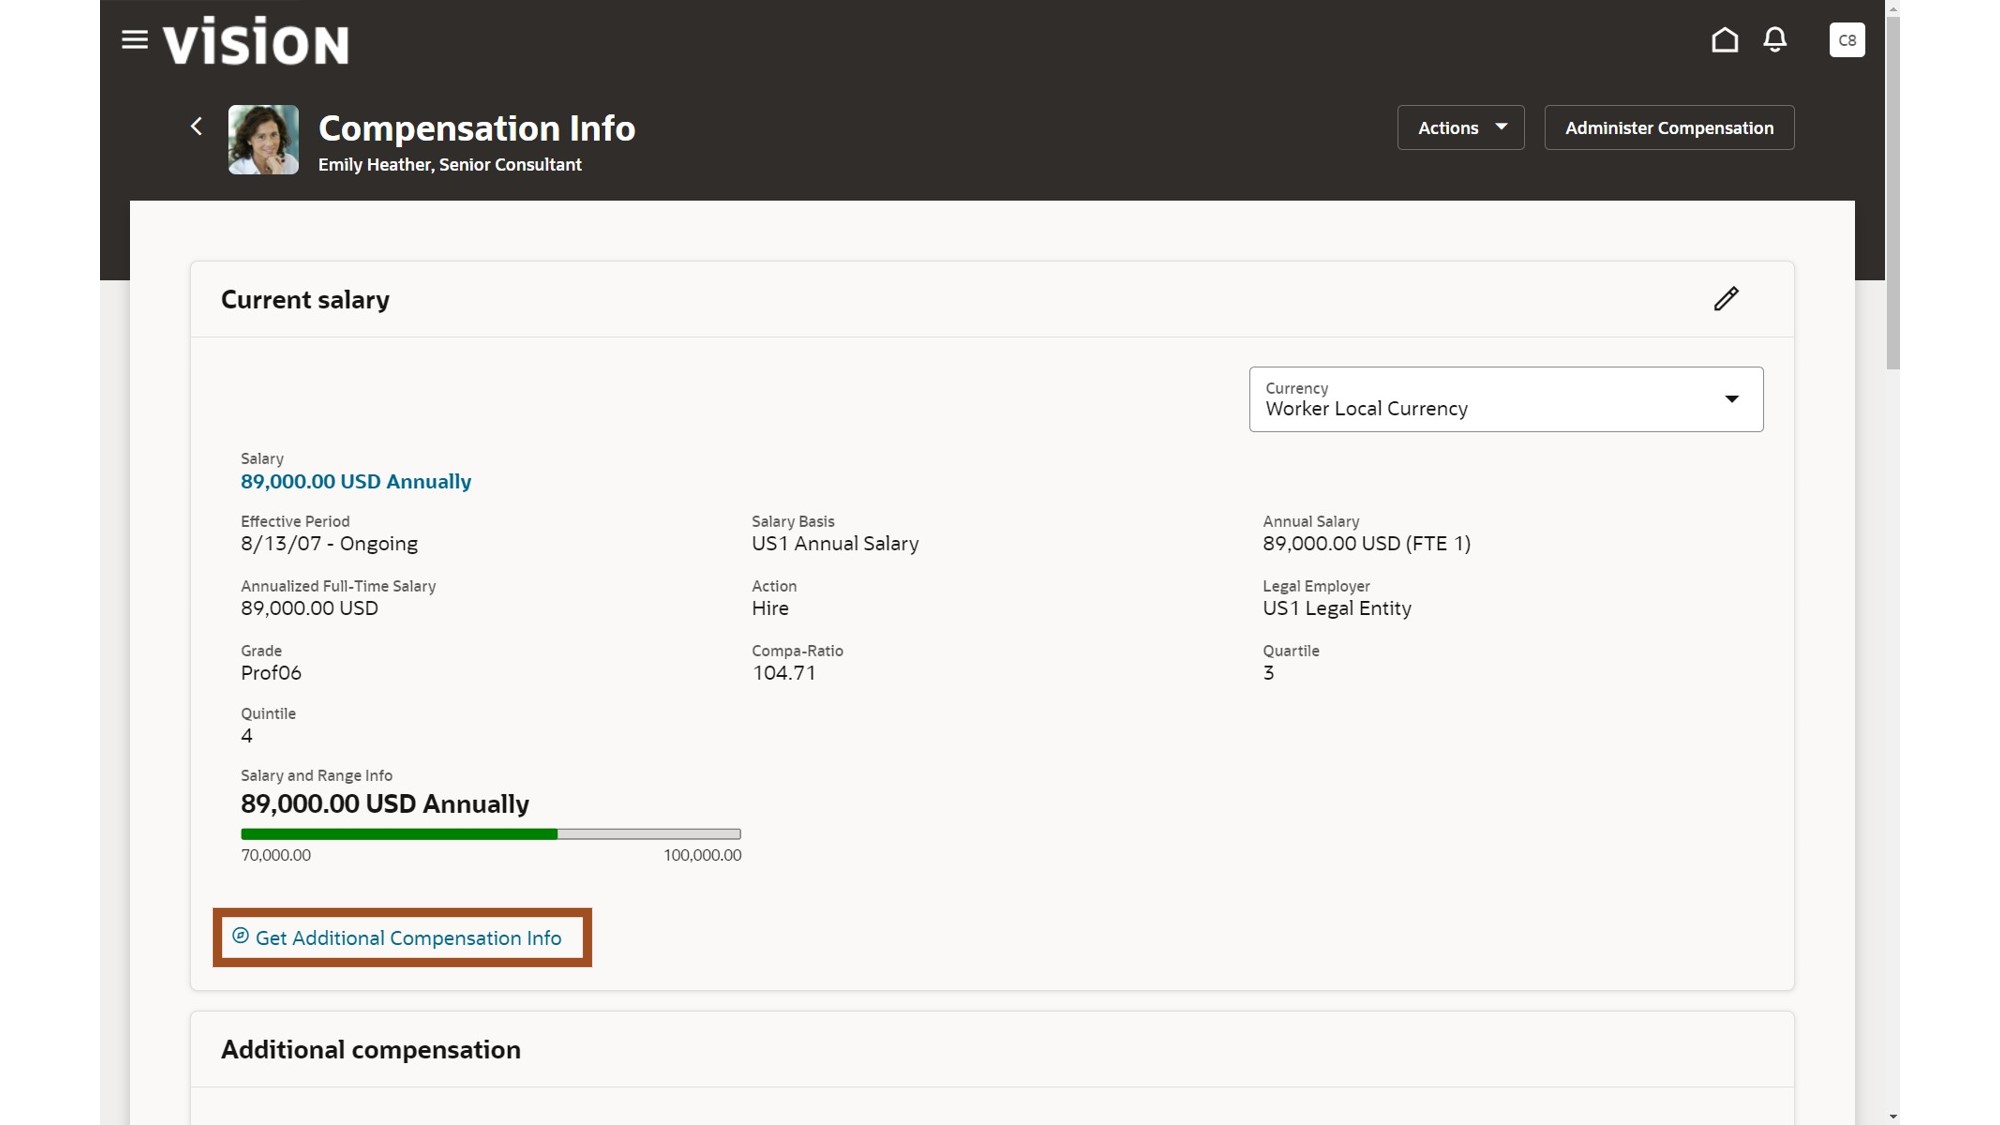 vision
C8
Compensation Info
Emily Heather, Senior Consultant
Actions
Administer Compensation
Current salary
Currency
Worker Local Currency
Salary
89,000.00 USD Annually
Effective Period
8/13/07 - Ongoing
Salary Basis
US1 Annual Salary
Annual Salary
89,000.00 USD (FTE 1)
Annualized Full-Time Salary
89,000.00 USD
Action
Hire
Legal Employer
US1 Legal Entity
Grade
Prof06
Compa-Ratio
104.71
Quartile
3
Quintile
4
Salary and Range Info
89,000.00 USD Annually
70,000.00 100,000.00
Get Additional Compensation Info
Additional compensation